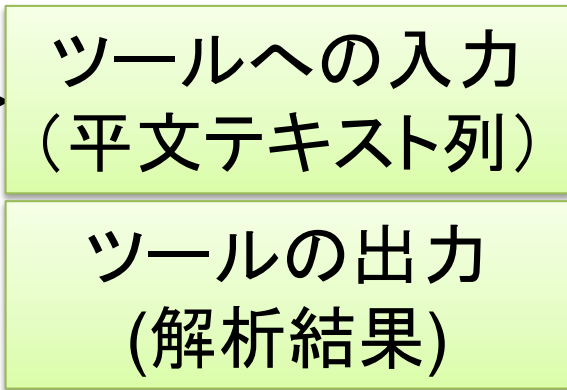 ツールへの入力
（平文テキスト列）
ツールの出力
(解析結果)